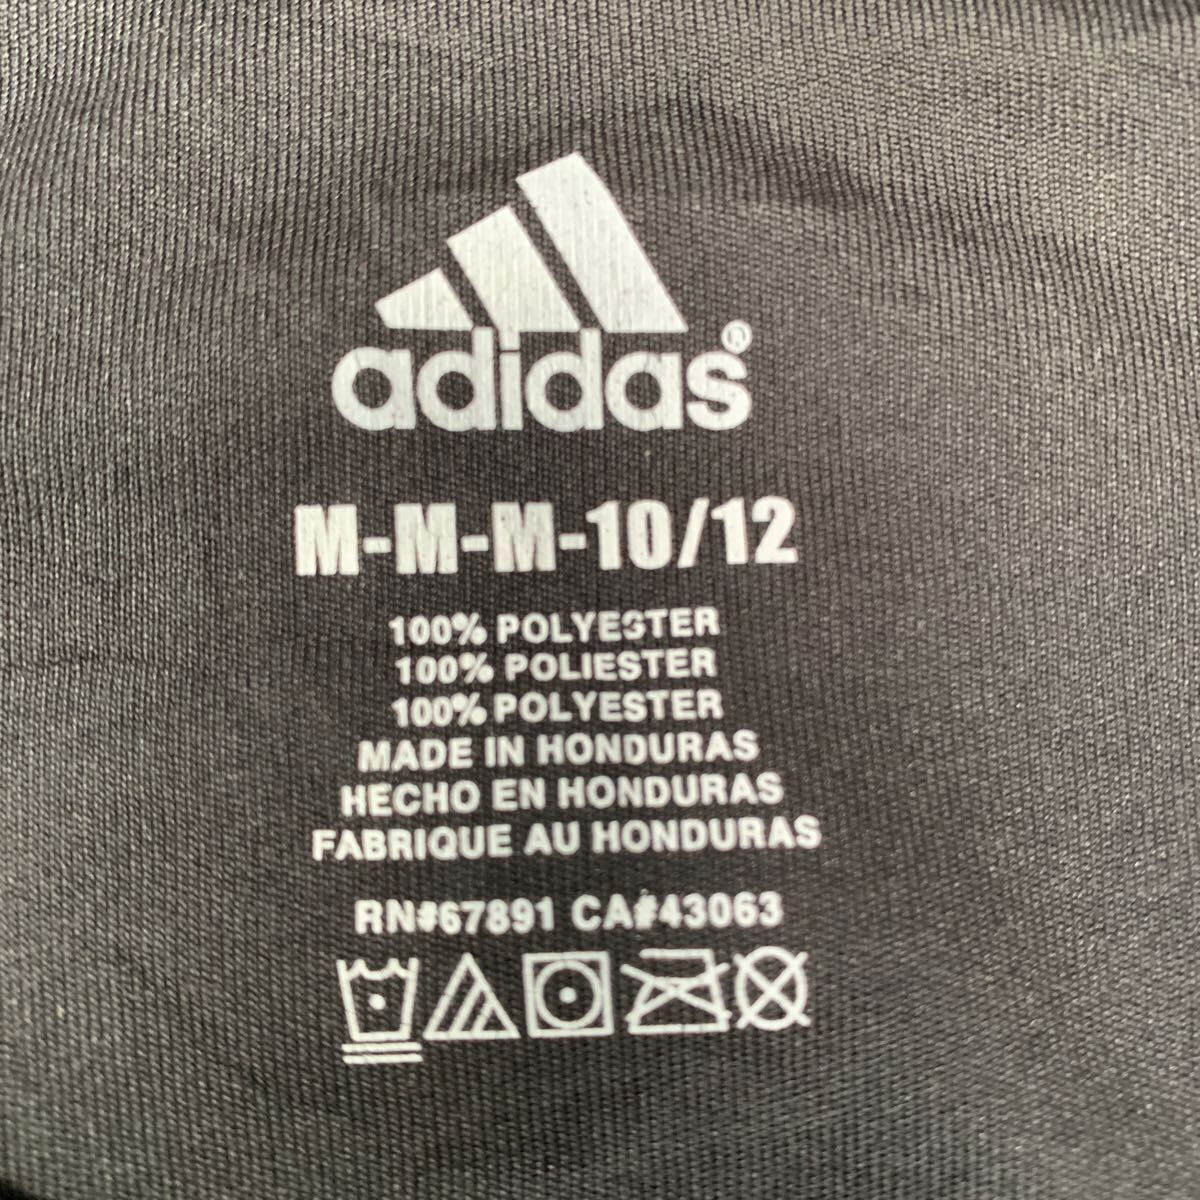 adidas®
M-M-M-10/12
100% POLYESTER
100% POLIESTER
100% POLYESTER
MADE IN HONDURAS
HECHO EN HONDURAS
FABRIQUE AU HONDURAS
RN#67891 CA#43063